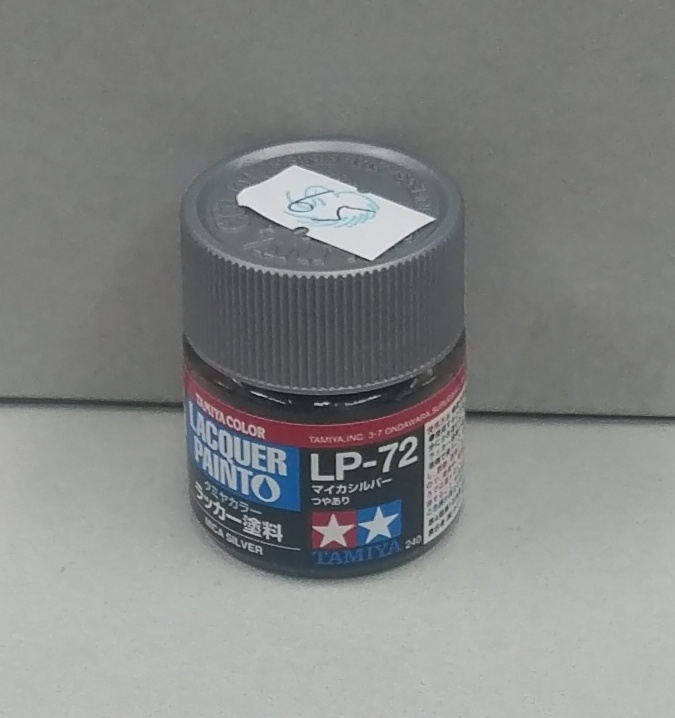 TAMIYA COLOR
LACQUER
PAINT
タミヤカラー
ラッカー塗料
MICA SILVER
TAMIYA,INC. 3-7 ONDAWARA,
LP-72
マイカシルバー
つやあり
TAMIYA
240